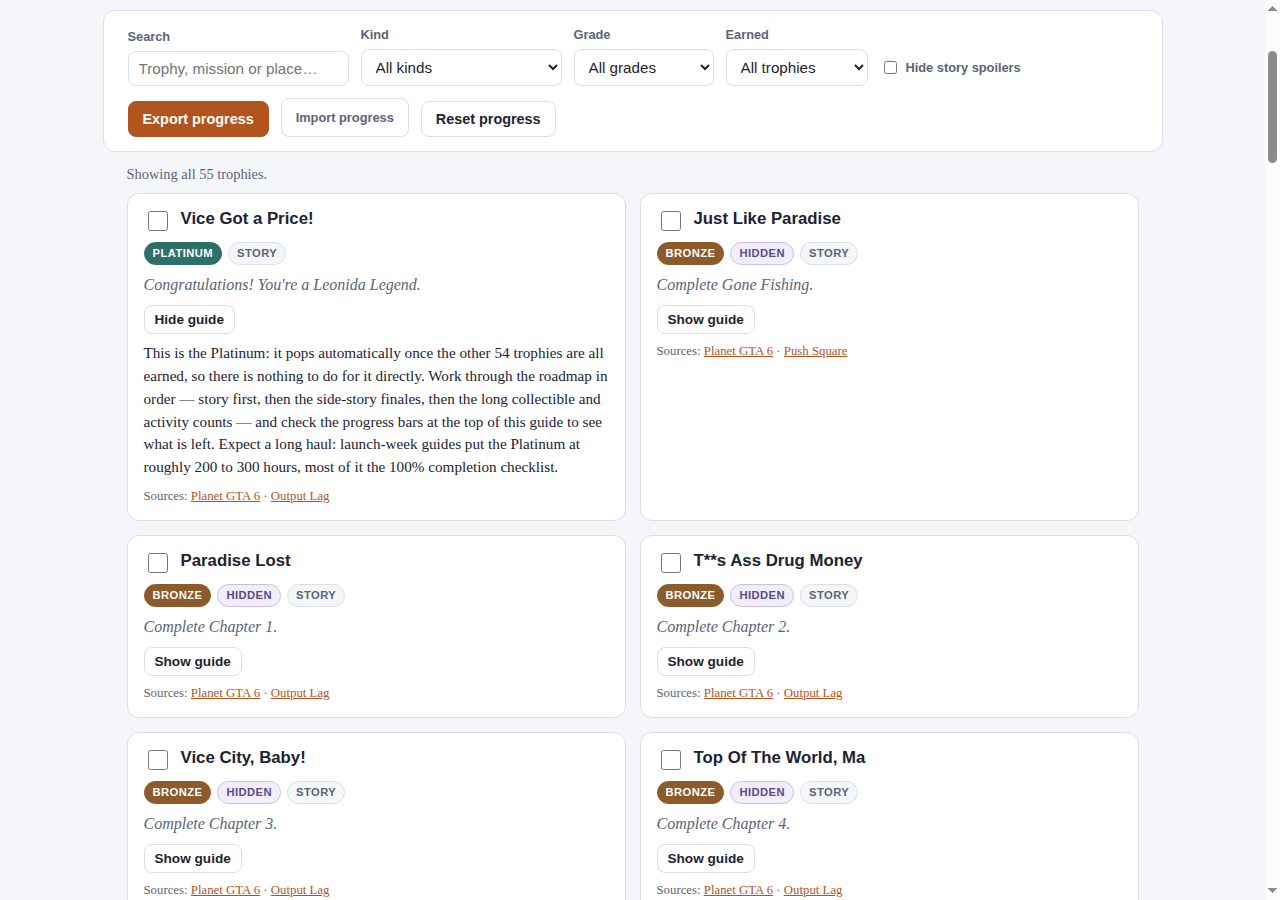 Search
Kind
Grade
Earned
Trophy, mission or place…
All kinds
All grades
All trophies
Hide story spoilers
Export progress
Import progress
Reset progress
Showing all 55 trophies.
Vice Got a Price!
PLATINUM
STORY
Congratulations! You're a Leonida Legend.
Hide guide
This is the Platinum: it pops automatically once the other 54 trophies are all
earned, so there is nothing to do for it directly. Work through the roadmap in
order — story first, then the side-story finales, then the long collectible and
activity counts — and check the progress bars at the top of this guide to see
what is left. Expect a long haul: launch-week guides put the Platinum at
roughly 200 to 300 hours, most of it the 100% completion checklist.
Sources: Planet GTA 6 · Output Lag
Just Like Paradise
BRONZE
HIDDEN
STORY
Complete Gone Fishing.
Show guide
Sources: Planet GTA 6 · Push Square
Paradise Lost
BRONZE
HIDDEN
STORY
Complete Chapter 1.
Show guide
Sources: Planet GTA 6 · Output Lag
T**s Ass Drug Money
BRONZE
HIDDEN
STORY
Complete Chapter 2.
Show guide
Sources: Planet GTA 6 · Output Lag
Vice City, Baby!
BRONZE
HIDDEN
STORY
Complete Chapter 3.
Show guide
Sources: Planet GTA 6 · Output Lag
Top Of The World, Ma
BRONZE
HIDDEN
STORY
Complete Chapter 4.
Show guide
Sources: Planet GTA 6 · Output Lag